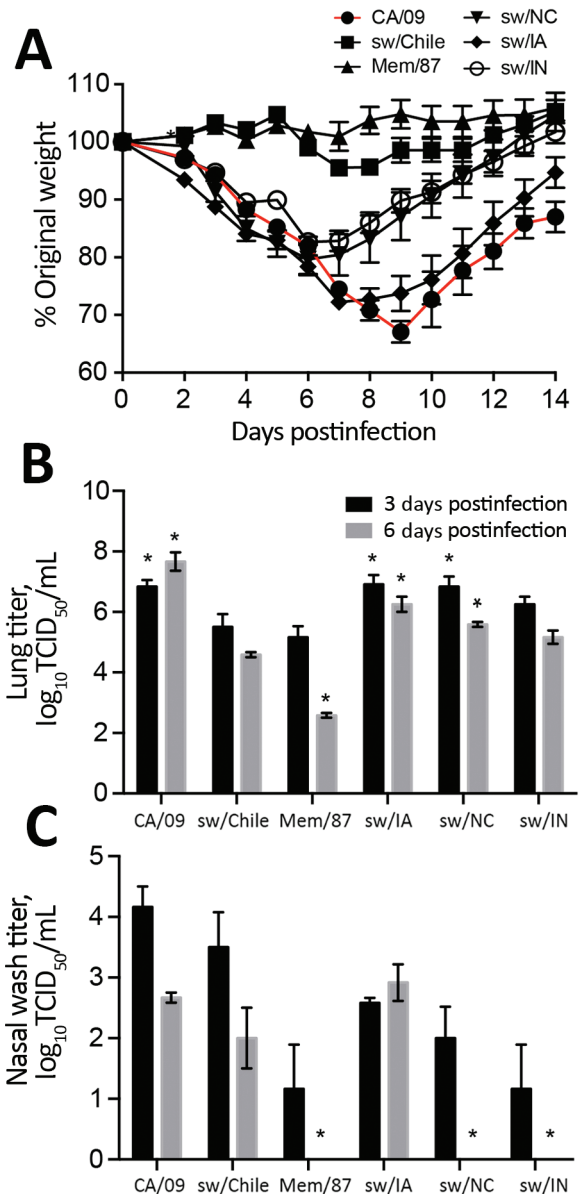 A
CA/09 sw/NC
sw/Chile sw/IA
Mem/87 sw/IN
110
100
90
80
70
60
% Original weight
*
0 2 4 6 8 10 12 14
Days postinfection
B
10
8
6
4
2
0
Lung titer,
log10TCID50/mL
3 days postinfection
6 days postinfection
* * * * * * *
CA/09 sw/Chile Mem/87 sw/IA sw/NC sw/IN
C
5
4
3
2
1
0
Nasal wash titer,
log10TCID50/mL
* * *
CA/09 sw/Chile Mem/87 sw/IA sw/NC sw/IN